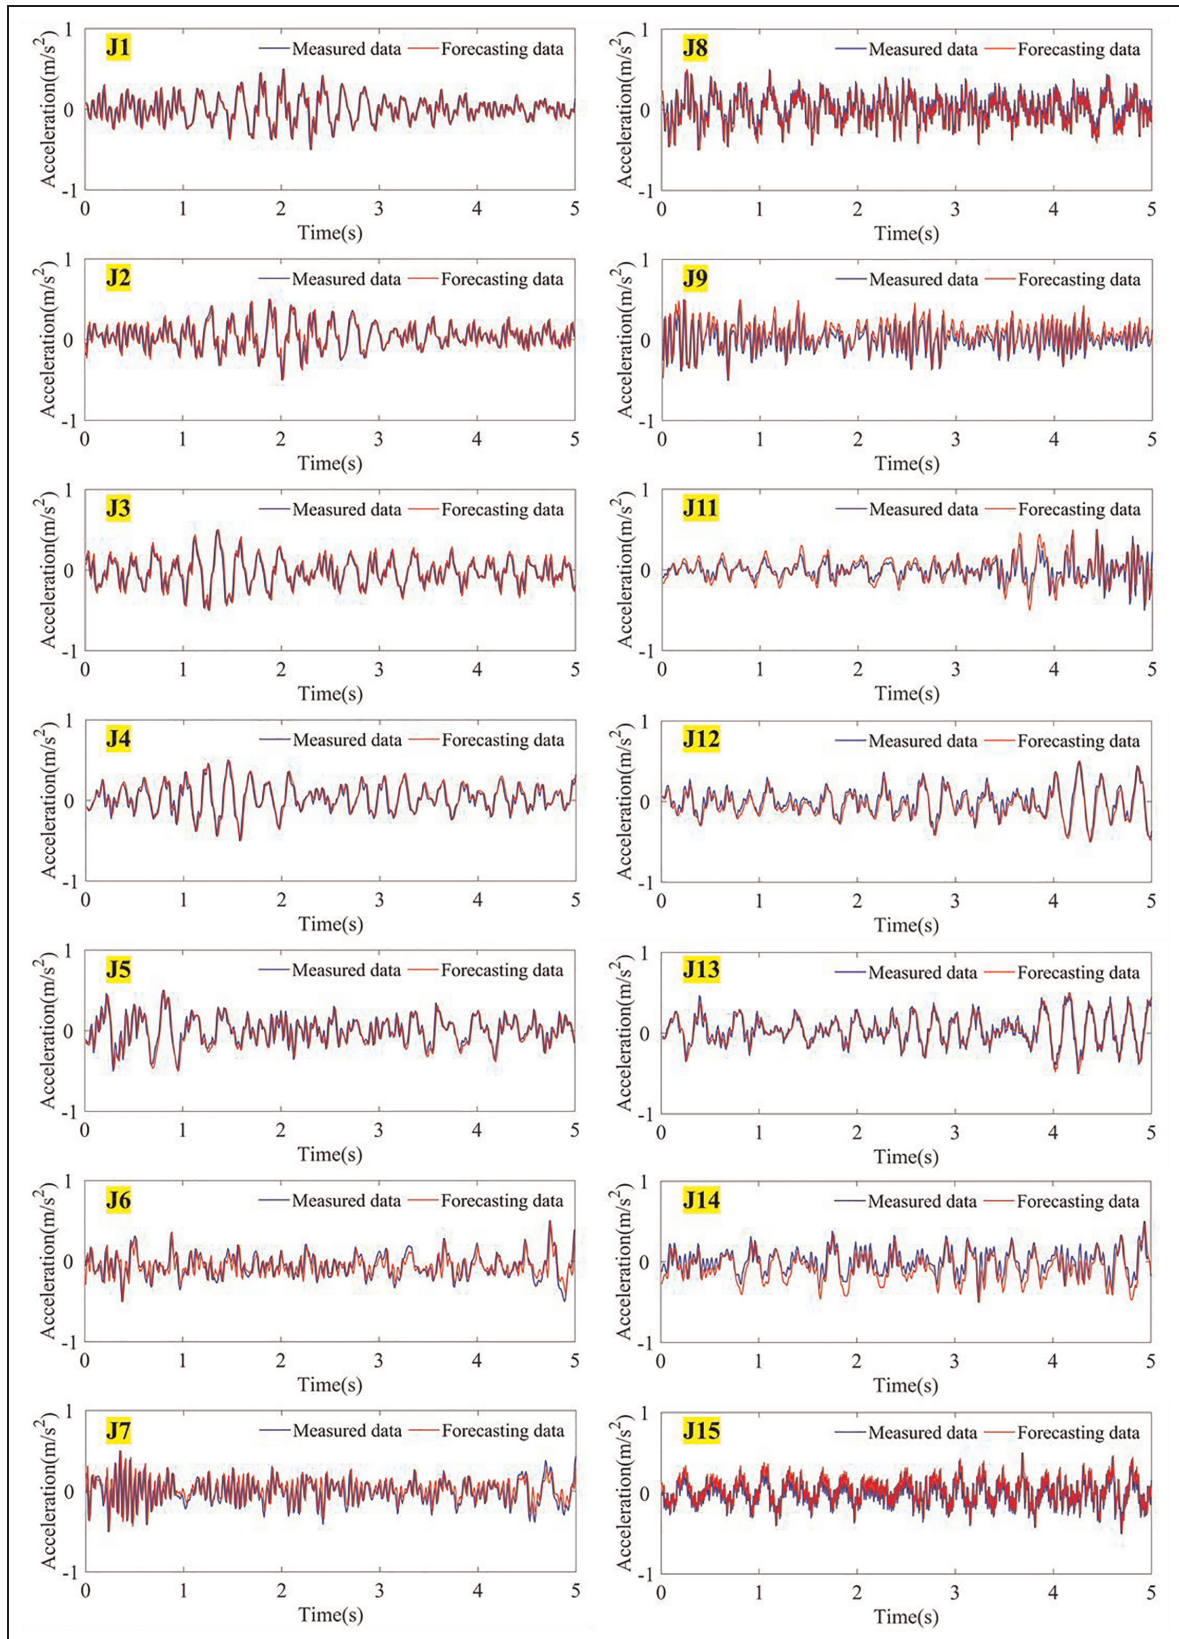 J1
Measured data
Forecasting data
Acceleration(m/s²)
1
0
-1
0 1 2 3 4 5
Time(s)
J8
Measured data
Forecasting data
Acceleration(m/s²)
1
0
-1
0 1 2 3 4 5
Time(s)
J2
Measured data
Forecasting data
Acceleration(m/s²)
1
0
-1
0 1 2 3 4 5
Time(s)
J9
Measured data
Forecasting data
Acceleration(m/s²)
1
0
-1
0 1 2 3 4 5
Time(s)
J3
Measured data
Forecasting data
Acceleration(m/s²)
1
0
-1
0 1 2 3 4 5
Time(s)
J11
Measured data
Forecasting data
Acceleration(m/s²)
1
0
-1
0 1 2 3 4 5
Time(s)
J4
Measured data
Forecasting data
Acceleration(m/s²)
1
0
-1
0 1 2 3 4 5
Time(s)
J12
Measured data
Forecasting data
Acceleration(m/s²)
1
0
-1
0 1 2 3 4 5
Time(s)
J5
Measured data
Forecasting data
Acceleration(m/s²)
1
0
-1
0 1 2 3 4 5
Time(s)
J13
Measured data
Forecasting data
Acceleration(m/s²)
1
0
-1
0 1 2 3 4 5
Time(s)
J6
Measured data
Forecasting data
Acceleration(m/s²)
1
0
-1
0 1 2 3 4 5
Time(s)
J14
Measured data
Forecasting data
Acceleration(m/s²)
1
0
-1
0 1 2 3 4 5
Time(s)
J7
Measured data
Forecasting data
Acceleration(m/s²)
1
0
-1
0 1 2 3 4 5
Time(s)
J15
Measured data
Forecasting data
Acceleration(m/s²)
1
0
-1
0 1 2 3 4 5
Time(s)